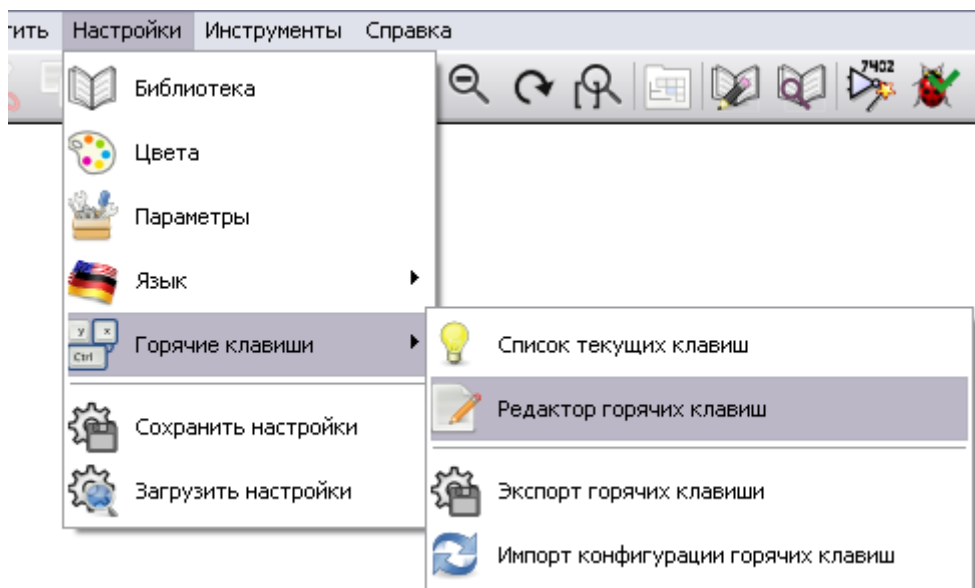 тить Настройки Инструменты Справка
7402
Библиотека
Цвета
Параметры
Язык
y x
Ctrl
Горячие клавиши
Сохранить настройки
Загрузить настройки
Список текущих клавиш
Редактор горячих клавиш
Экспорт горячих клавиши
Импорт конфигурации горячих клавиш